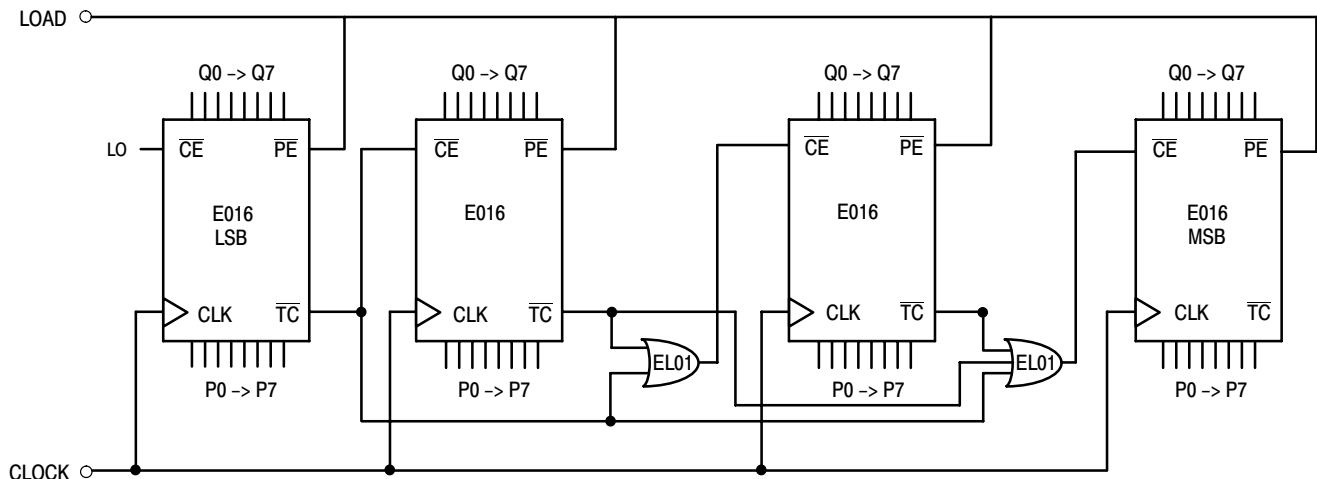 LOAD
Q0 –> Q7
Q0 –> Q7
Q0 –> Q7
Q0 –> Q7
LO
CE PE
CE PE
CE PE
CE PE
E016
LSB
E016
E016
E016
MSB
CLK TC
CLK TC
CLK TC
CLK TC
EL01
EL01
P0 –> P7
P0 –> P7
P0 –> P7
P0 –> P7
CLOCK